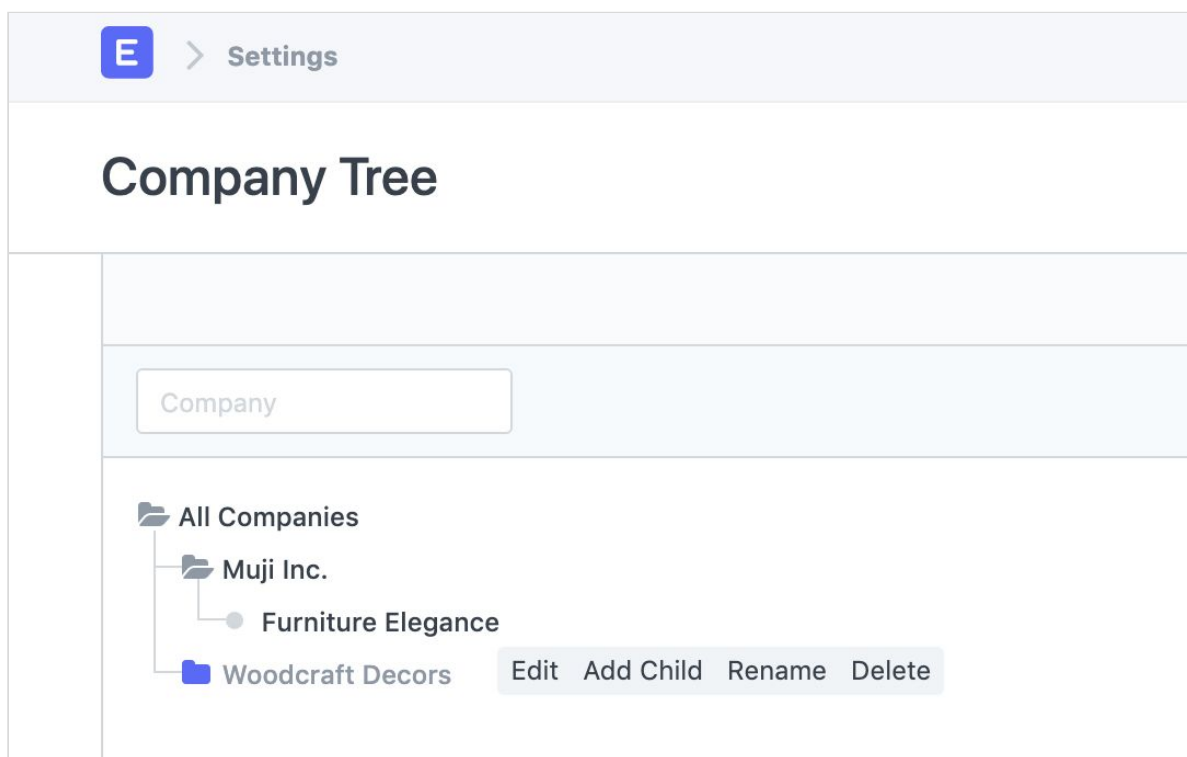 E > Settings
Company Tree
Company
All Companies
Muji Inc.
Furniture Elegance
Woodcraft Decors Edit Add Child Rename Delete